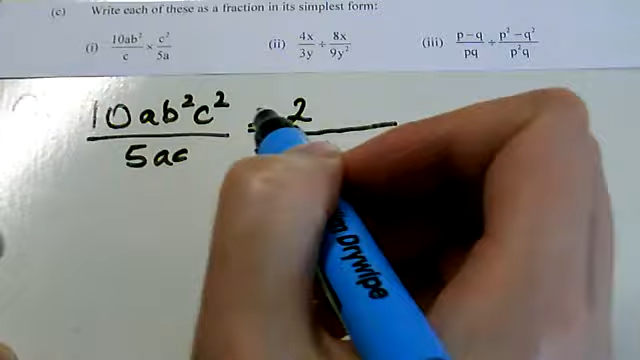 (c) Write each of these as a fraction in its simplest form:
(i) 10ab²/c × c²/5a (ii) 4x/3y ÷ 8x/9y² (iii) p-q/pq ÷ p²-q²/p²q
10ab²c² = 2
5ac
Drywipe